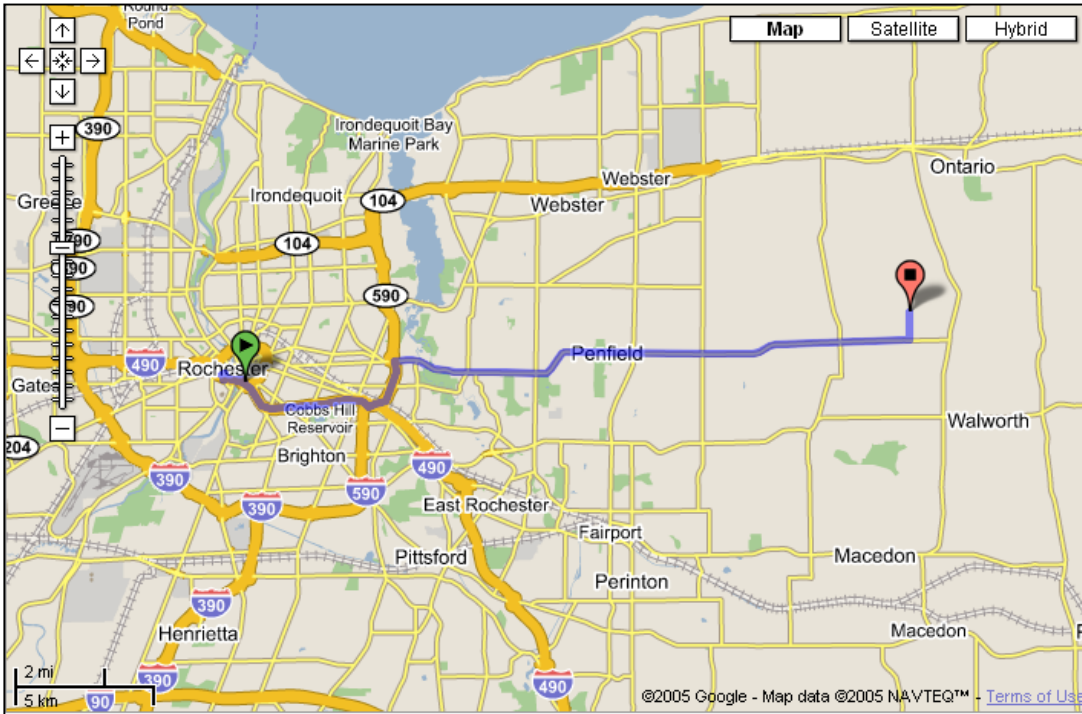 Round
Pond
Map
Satellite
Hybrid
390
Irondequoit Bay
Marine Park
Ontario
Webster
Irondequoit
104
Webster
Greece
104
590
490
Penfield
Rochester
Gates
Cobbs Hill
Reservoir
Walworth
204
Brighton
490
390
590
390
East Rochester
Fairport
Pittsford
Macedon
Perinton
390
Henrietta
Macedon
2 mi
390
490
5 km
90
©2005 Google - Map data ©2005 NAVTEQ™ - Terms of Use